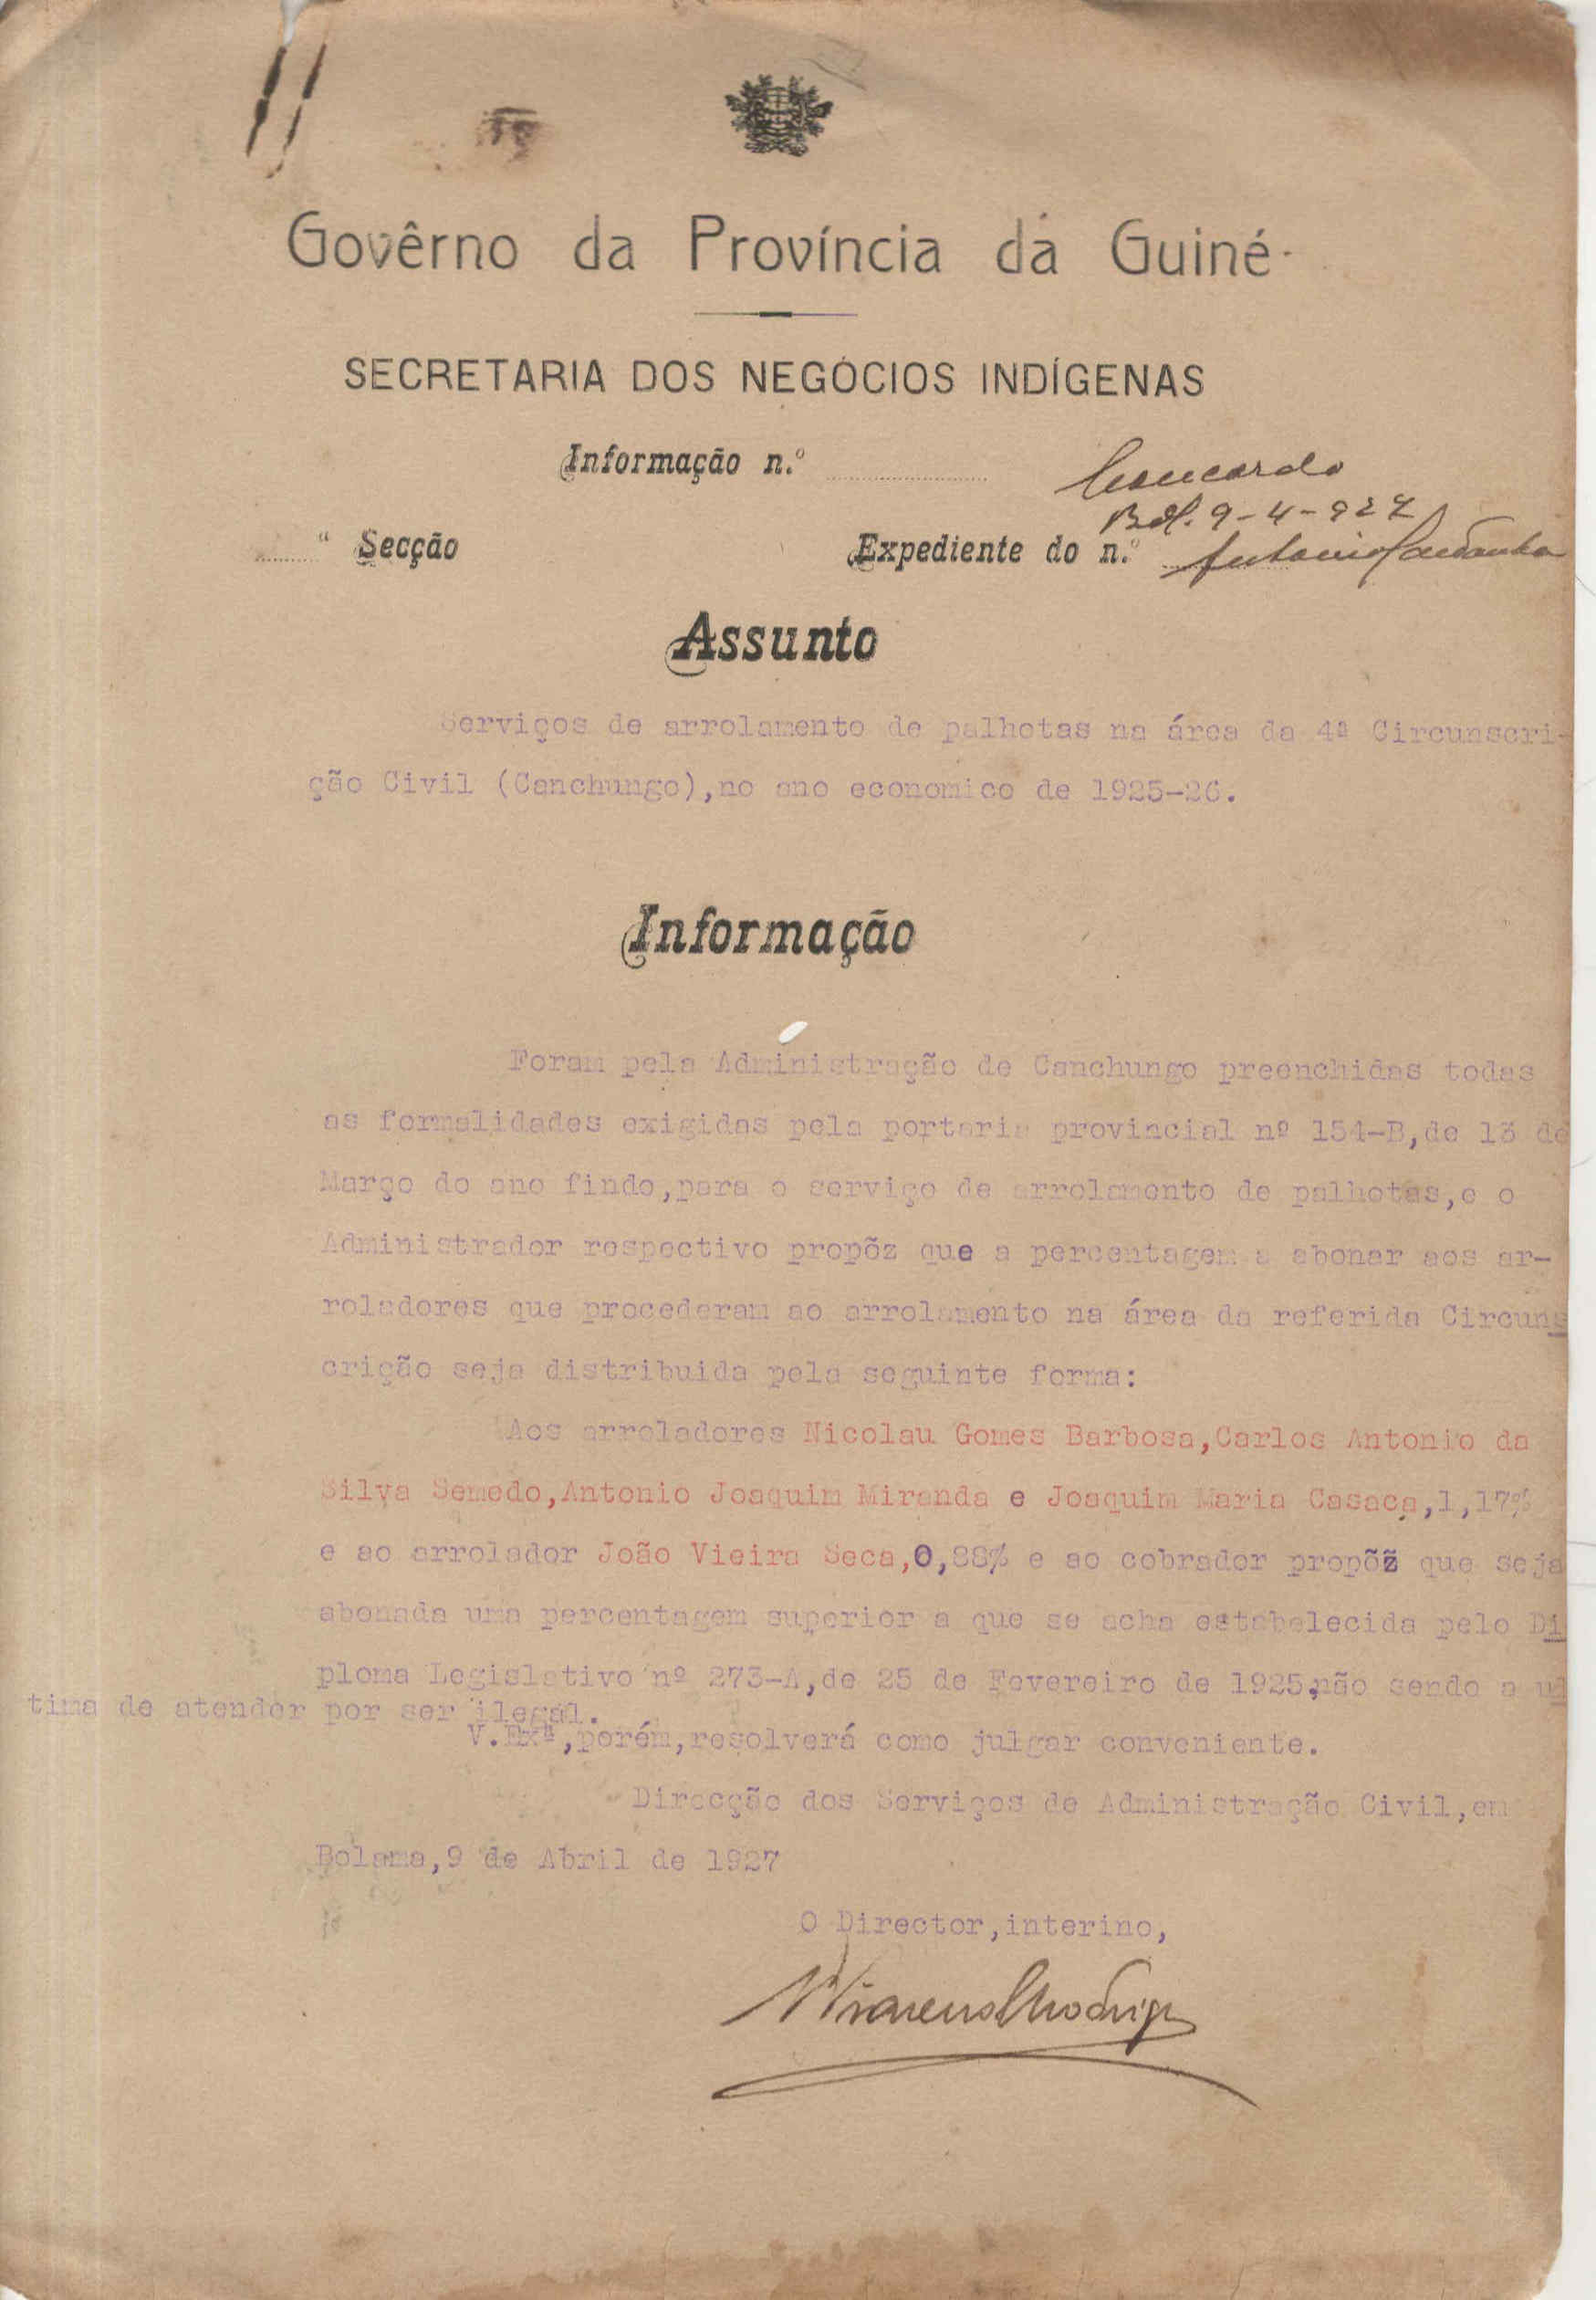 Govêrno da Província da Guiné
SECRETARIA DOS NEGÓCIOS INDÍGENAS
Informação n.º
Concordo
Bol. 9-4-927
ª Secção
Expediente do n.º
Antonio
Assunto
Serviços de arrolamento de palhotas na área da 4ª Circunscri-
ção Civil (Canchungo),no ano economico de 1925-26.
Informação
Foram pela Administração de Canchungo preenchidas todas
as formalidades exigidas pela portaria provincial nº 154-B,de 13 de
Março do ano findo,para o serviço de arrolamento de palhotas,e o
Administrador respectivo propõz que a percentagem a abonar aos ar-
roladores que procederam ao arrolamento na área da referida Circuns
crição seja distribuida pela seguinte forma:
Aos arroladores Nicolau Gomes Barbosa,Carlos Antonio da
Silva Semedo,Antonio Joaquim Miranda e Joaquim Maria Casaca,1,17%
e ao arrolador João Vieira Seca,0,88% e ao cobrador propõz que seja
abonada uma percentagem superior a que se acha estabelecida pelo Di
ploma Legislativo nº 273-A,de 25 de Fevereiro de 1925,não sendo a ul
tima de atender por ser ilegal.
V.Exª,porém,resolverá como julgar conveniente.
Direcção dos Serviços de Administração Civil,em
Bolama,9 de Abril de 1927
O Director,interino,